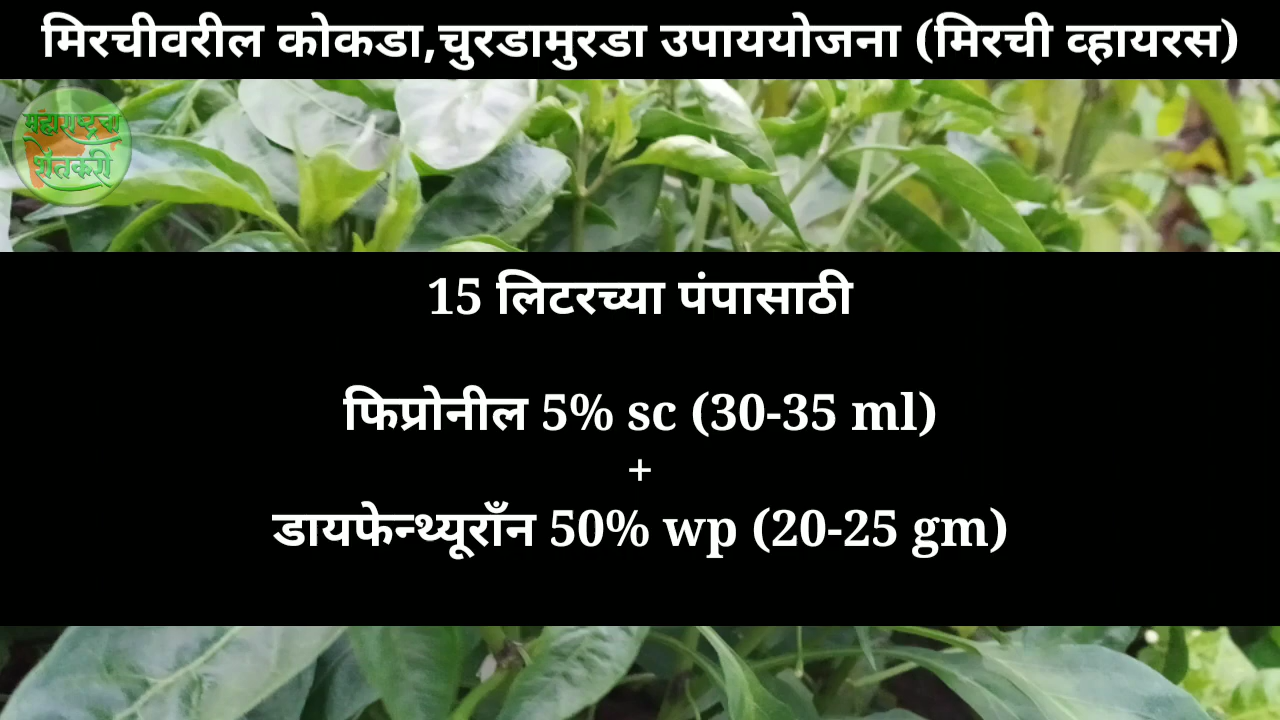 मिरचीवरील कोकडा,चुरडामुरडा उपाययोजना (मिरची व्हायरस)
महाराष्ट्रचा
शेतकरी
15 लिटरच्या पंपासाठी
फिप्रोनील 5% sc (30-35 ml)
+
डायफेन्थ्यूराँन 50% wp (20-25 gm)